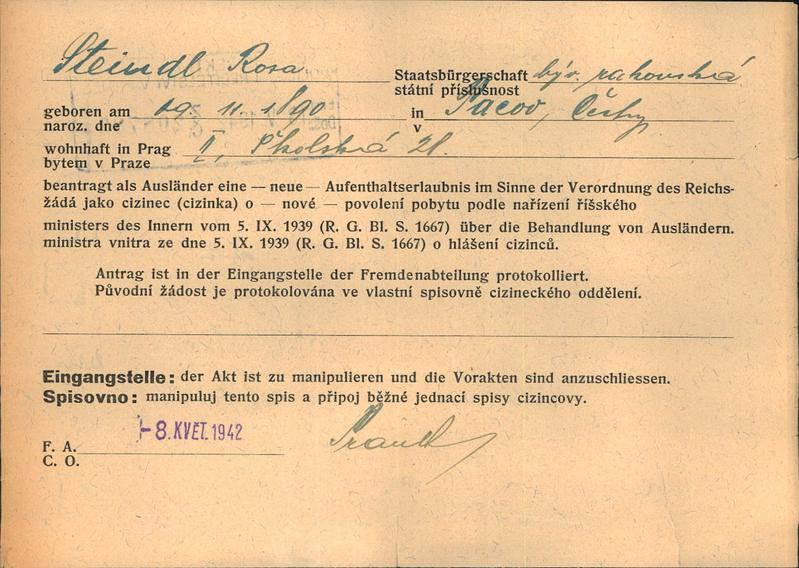 Steindl Rosa
Staatsbürgerschaft býv. rakouská
státní příslušnost
geboren am 09. 11. 1890 in Pacov, Čechy
naroz. dne v
wohnhaft in Prag II, Školská 28.
bytem v Praze
beantragt als Ausländer eine — neue — Aufenthaltserlaubnis im Sinne der Verordnung des Reichs-
žádá jako cizinec (cizinka) o — nové — povolení pobytu podle nařízení říšského
ministers des Innern vom 5. IX. 1939 (R. G. Bl. S. 1667) über die Behandlung von Ausländern.
ministra vnitra ze dne 5. IX. 1939 (R. G. Bl. S. 1667) o hlášení cizinců.
Antrag ist in der Eingangstelle der Fremdenabteilung protokolliert.
Původní žádost je protokolována ve vlastní spisovně cizineckého oddělení.
Eingangstelle: der Akt ist zu manipulieren und die Vorakten sind anzuschliessen.
Spisovno: manipuluj tento spis a připoj běžné jednací spisy cizincovy.
-8. KVĚT. 1942
F. A.
C. O.